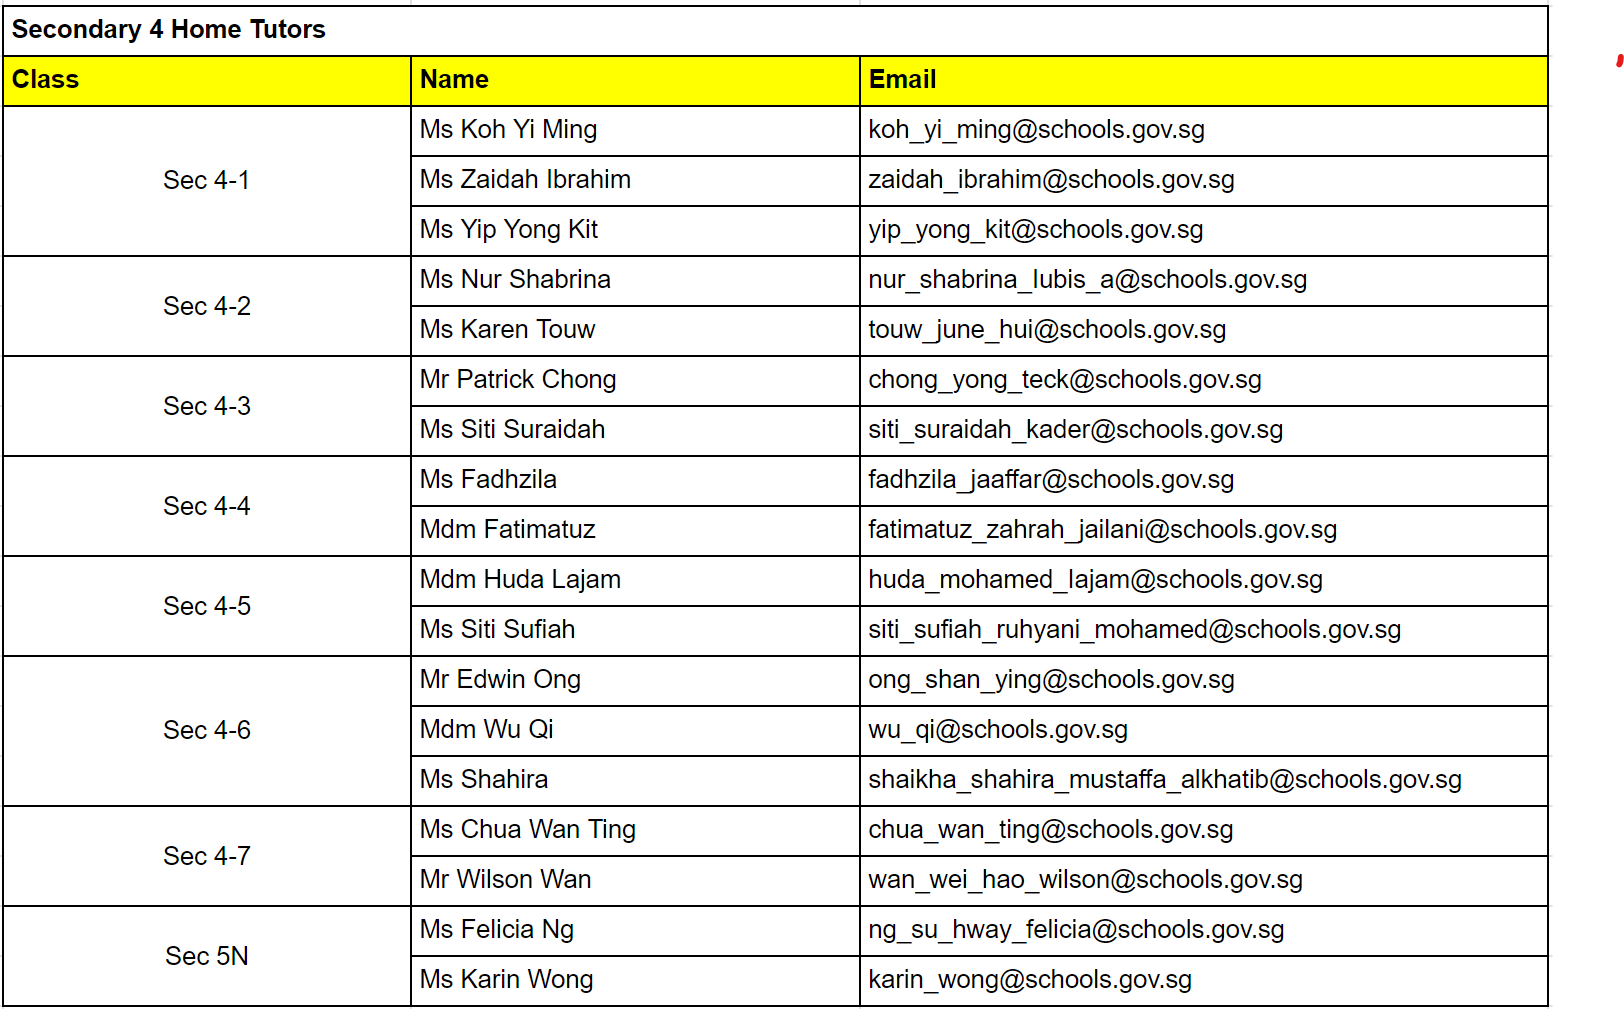 Secondary 4 Home Tutors
Class Name Email
Sec 4-1
Ms Koh Yi Ming koh_yi_ming@schools.gov.sg
Ms Zaidah Ibrahim zaidah_ibrahim@schools.gov.sg
Ms Yip Yong Kit yip_yong_kit@schools.gov.sg
Sec 4-2
Ms Nur Shabrina nur_shabrina_lubis_a@schools.gov.sg
Ms Karen Touw touw_june_hui@schools.gov.sg
Sec 4-3
Mr Patrick Chong chong_yong_teck@schools.gov.sg
Ms Siti Suraidah siti_suraidah_kader@schools.gov.sg
Sec 4-4
Ms Fadhzila fadhzila_jaaffar@schools.gov.sg
Mdm Fatimatuz fatimatuz_zahrah_jailani@schools.gov.sg
Sec 4-5
Mdm Huda Lajam huda_mohamed_lajam@schools.gov.sg
Ms Siti Sufiah siti_sufiah_ruhyani_mohamed@schools.gov.sg
Sec 4-6
Mr Edwin Ong ong_shan_ying@schools.gov.sg
Mdm Wu Qi wu_qi@schools.gov.sg
Ms Shahira shaikha_shahira_mustaffa_alkhatib@schools.gov.sg
Sec 4-7
Ms Chua Wan Ting chua_wan_ting@schools.gov.sg
Mr Wilson Wan wan_wei_hao_wilson@schools.gov.sg
Sec 5N
Ms Felicia Ng ng_su_hway_felicia@schools.gov.sg
Ms Karin Wong karin_wong@schools.gov.sg